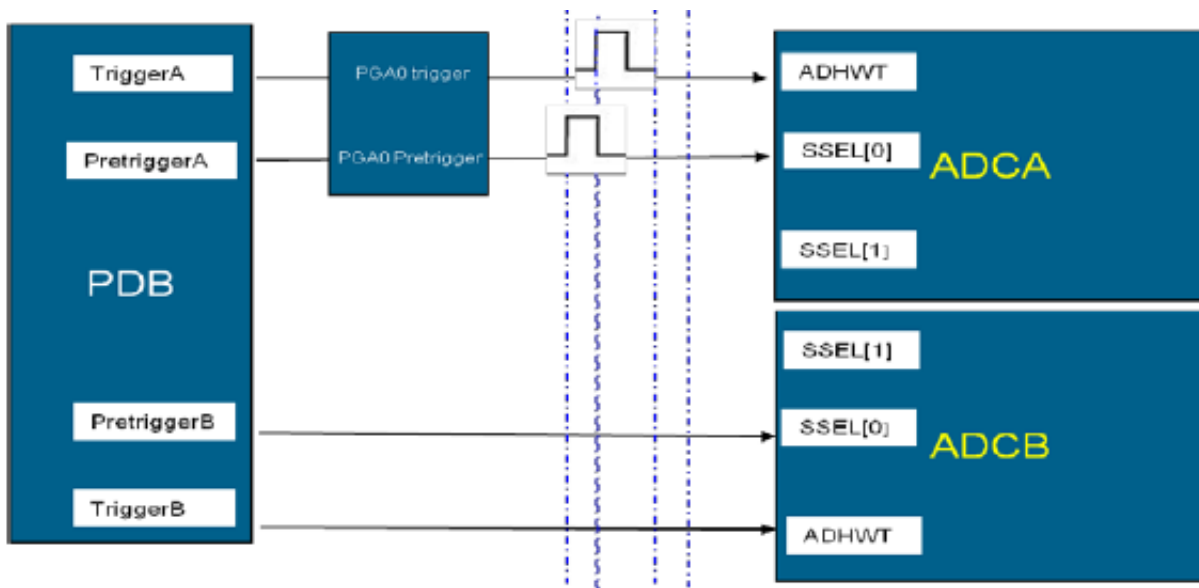 TriggerA
PretriggerA
PDB
PretriggerB
TriggerB
PGA0 trigger
PGA0 Pretrigger
ADHWT
SSEL[0]
ADCA
SSEL[1]
SSEL[1]
SSEL[0]
ADCB
ADHWT